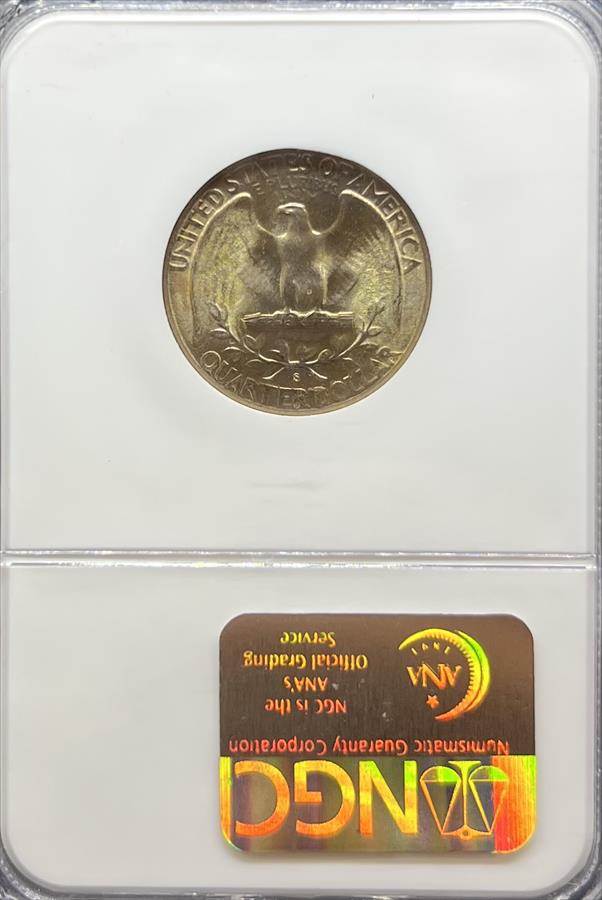 UNITED STATES OF AMERICA
E PLURIBUS
S
QUARTER DOLLAR
NGC
Numismatic Guaranty Corporation
NGC is the
ANA's
Official Grading
Service
ANA
1891